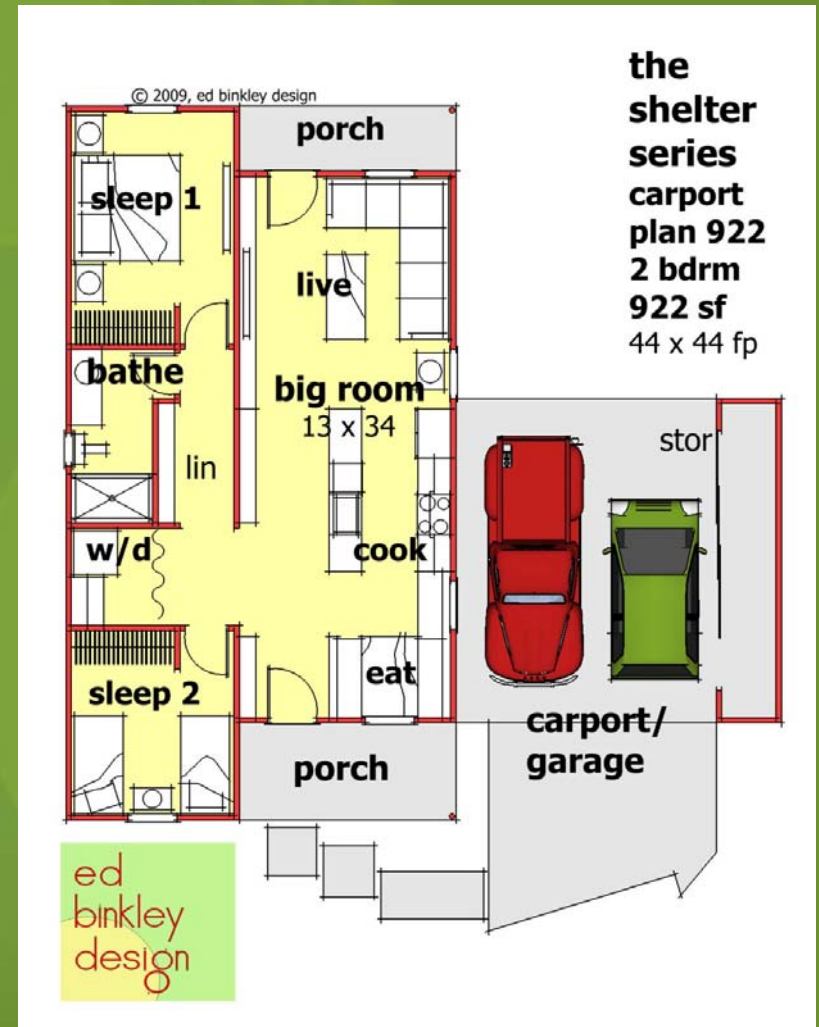 the
shelter
series
carport
plan 922
2 bdrm
922 sf
44 x 44 fp
© 2009, ed binkley design
porch
sleep 1
live
bathe
big room
13 x 34
stor
lin
w/d
cook
eat
sleep 2
carport/
garage
porch
ed
binkley
design